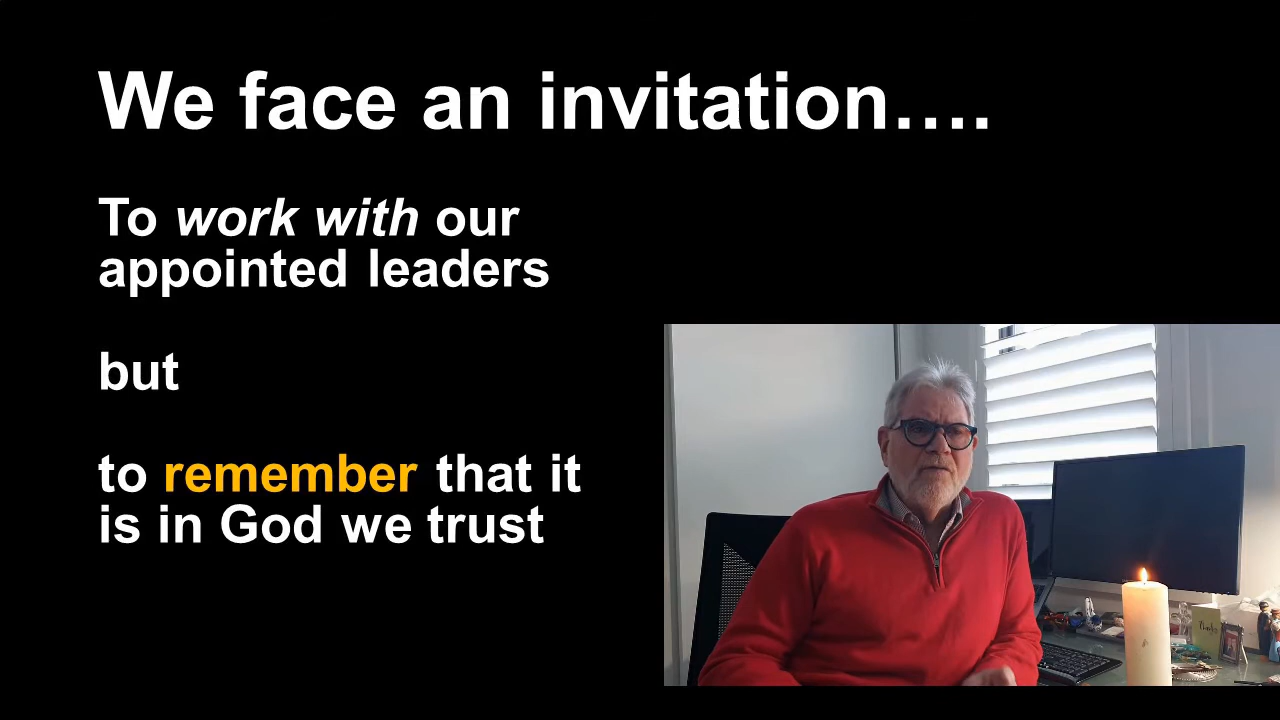 We face an invitation….
To work with our
appointed leaders
but
to remember that it
is in God we trust